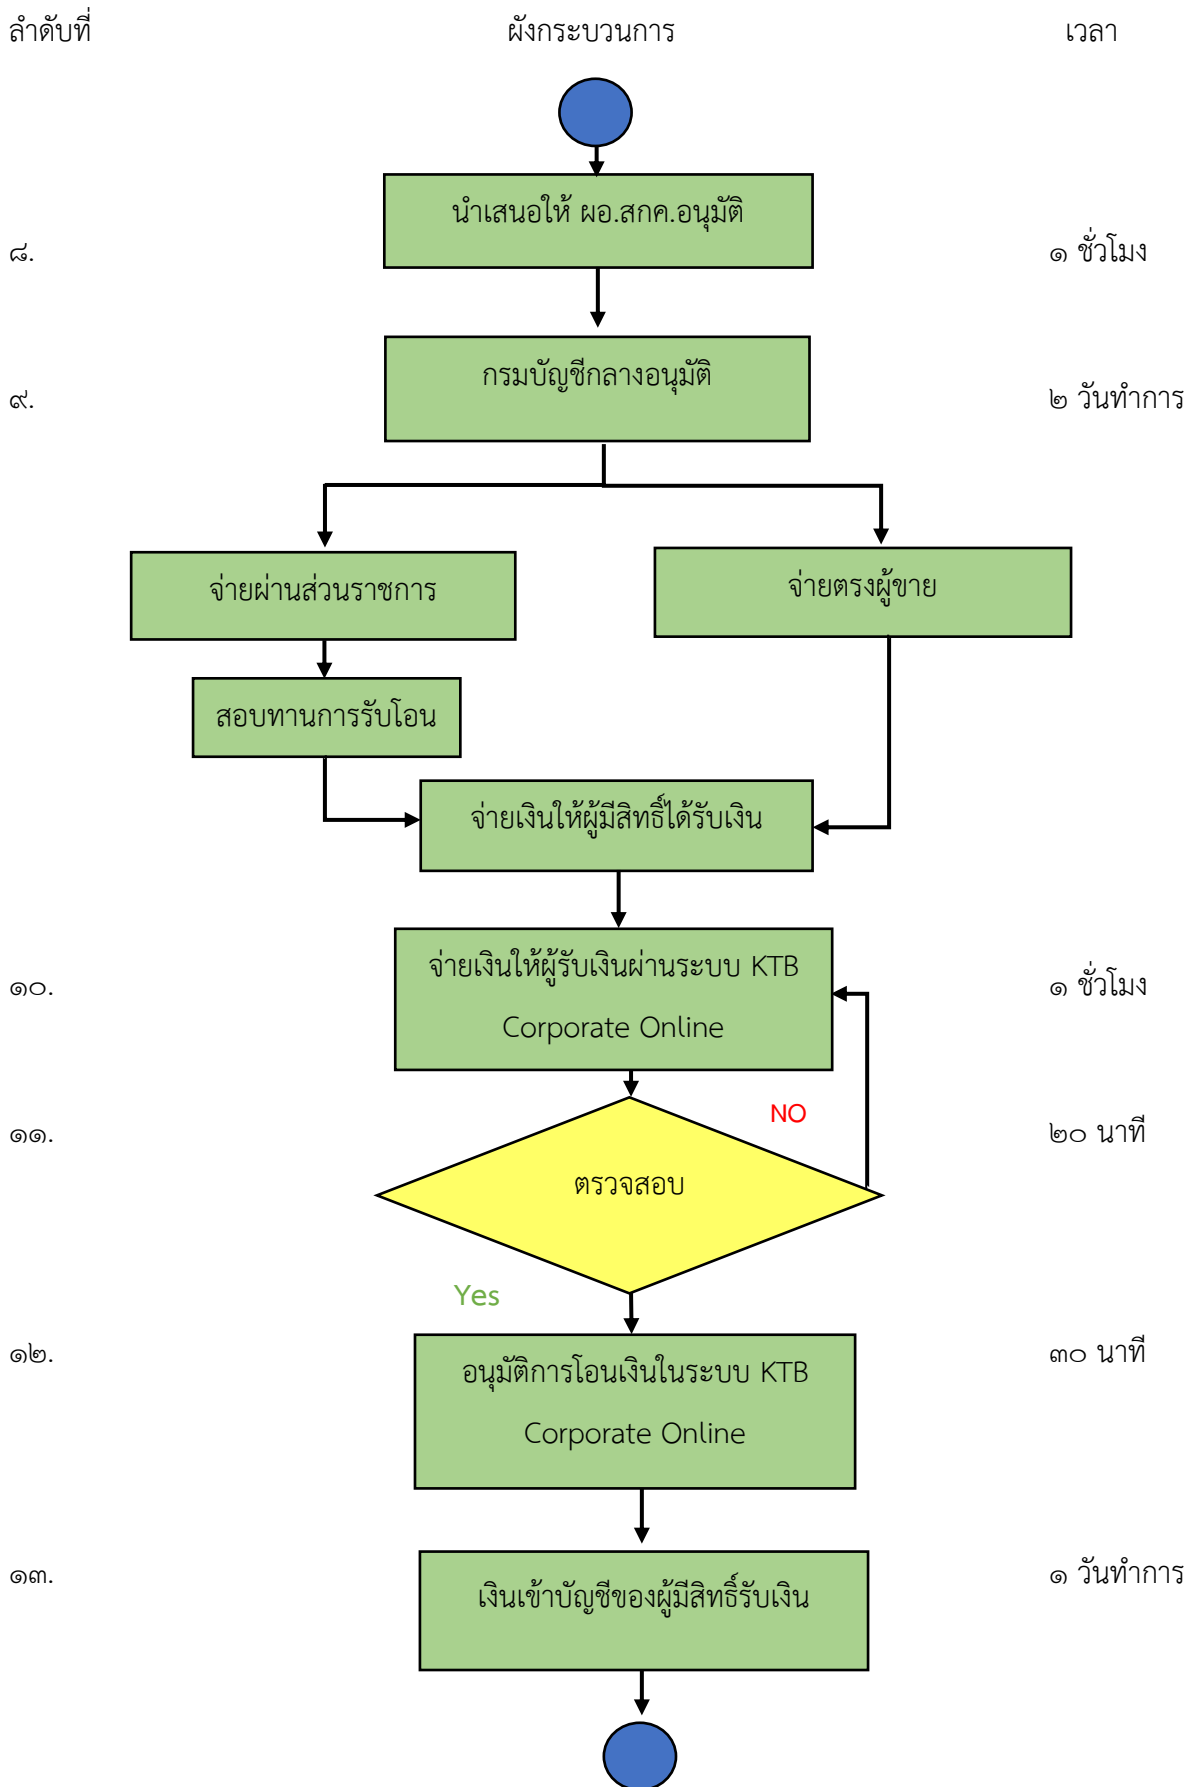 ลำดับที่ ผังกระบวนการ เวลา
นำเสนอให้ ผอ.สกค.อนุมัติ
๘. ๑ ชั่วโมง
กรมบัญชีกลางอนุมัติ
๙. ๒ วันทำการ
จ่ายผ่านส่วนราชการ จ่ายตรงผู้ขาย
สอบทานการรับโอน
จ่ายเงินให้ผู้มีสิทธิ์ได้รับเงิน
จ่ายเงินให้ผู้รับเงินผ่านระบบ KTB
๑๐. ๑ ชั่วโมง
Corporate Online
NO
๑๑. ๒๐ นาที
ตรวจสอบ
Yes
๑๒. ๓๐ นาที
อนุมัติการโอนเงินในระบบ KTB
Corporate Online
๑๓. ๑ วันทำการ
เงินเข้าบัญชีของผู้มีสิทธิ์รับเงิน